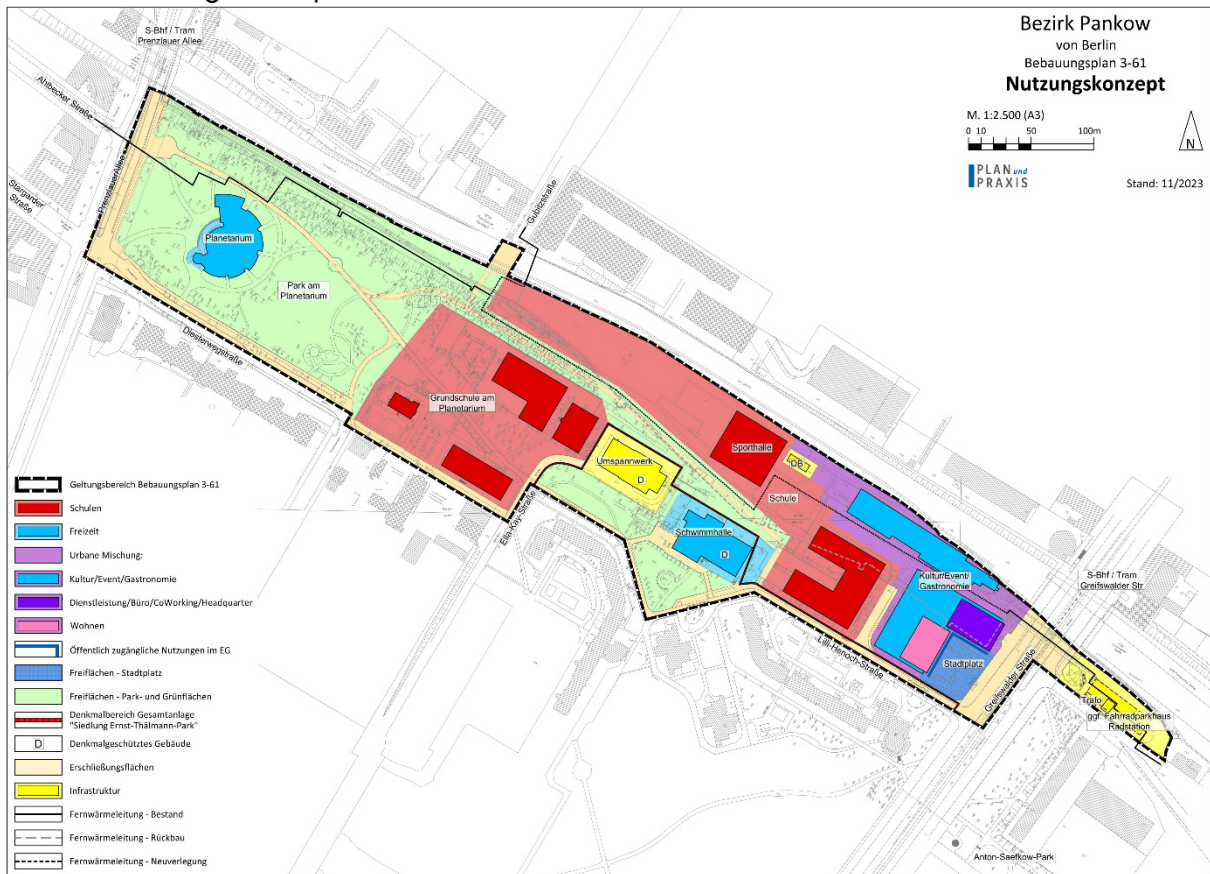 Bezirk Pankow
von Berlin
Bebauungsplan 3-61
Nutzungskonzept
M. 1:2.500 (A3)
0 10 50 100m
N
PLAN und
PRAXIS
Stand: 11/2023
S-Bhf / Tram
Prenzlauer Allee
Ahlbecker Straße
Stargarder
Straße
Prenzlauer Allee
Gubitzstraße
Planetarium
Park am
Planetarium
Diesterwegstraße
Grundschule am
Planetarium
Sporthalle
Umspannwerk
D
DB
Schule
Ella-Kay-Straße
Schwimmhalle
D
Kultur/Event/
Gastronomie
S-Bhf / Tram
Greifswalder Str
Lilli-Henoch-Straße
Stadtplatz
Greifswalder Straße
Trafo
ggf. Fahrradparkhaus
Radstation
Anton-Saefkow-Park
Geltungsbereich Bebauungsplan 3-61
Schulen
Freizeit
Urbane Mischung:
Kultur/Event/Gastronomie
Dienstleistung/Büro/CoWorking/Headquarter
Wohnen
Öffentlich zugängliche Nutzungen im EG
Freiflächen - Stadtplatz
Freiflächen - Park- und Grünflächen
Denkmalbereich Gesamtanlage
"Siedlung Ernst-Thälmann-Park"
D Denkmalgeschütztes Gebäude
Erschließungsflächen
Infrastruktur
Fernwärmeleitung - Bestand
Fernwärmeleitung - Rückbau
Fernwärmeleitung - Neuverlegung